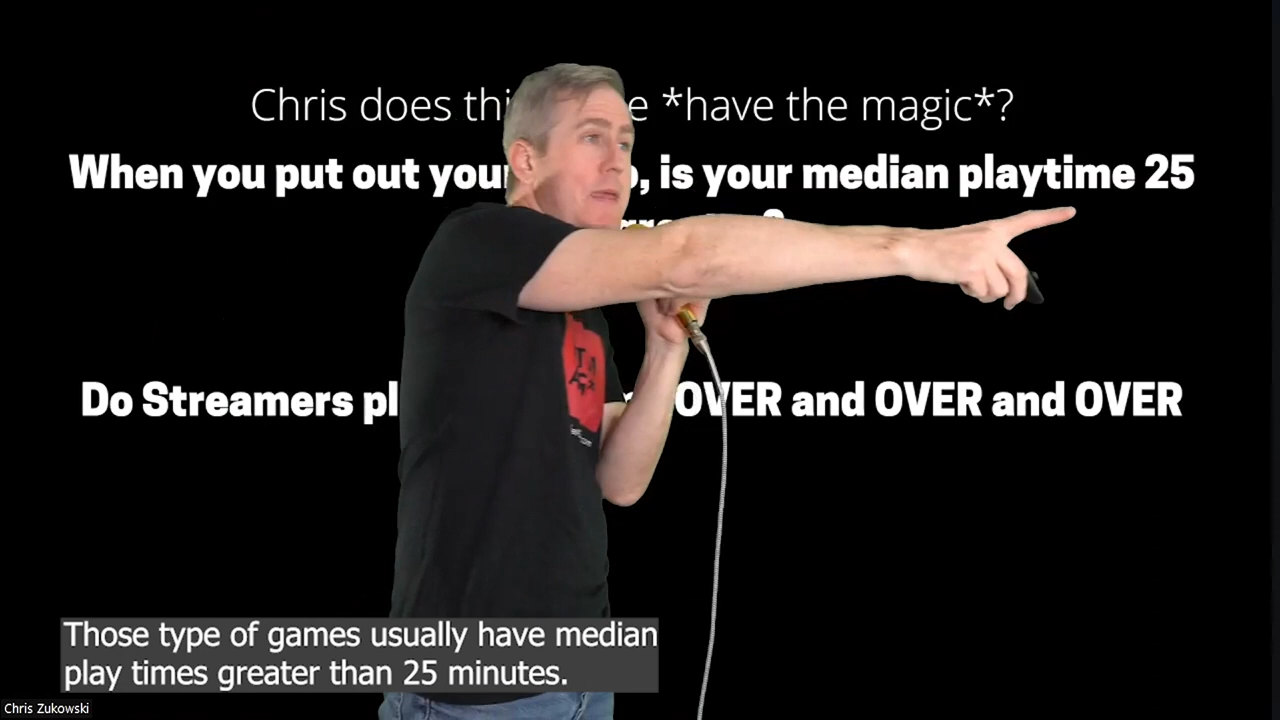 Chris does thi e *have the magic*?
When you put out you o, is your median playtime 25
Do Streamers pl OVER and OVER and OVER
Those type of games usually have median
play times greater than 25 minutes.
Chris Zukowski